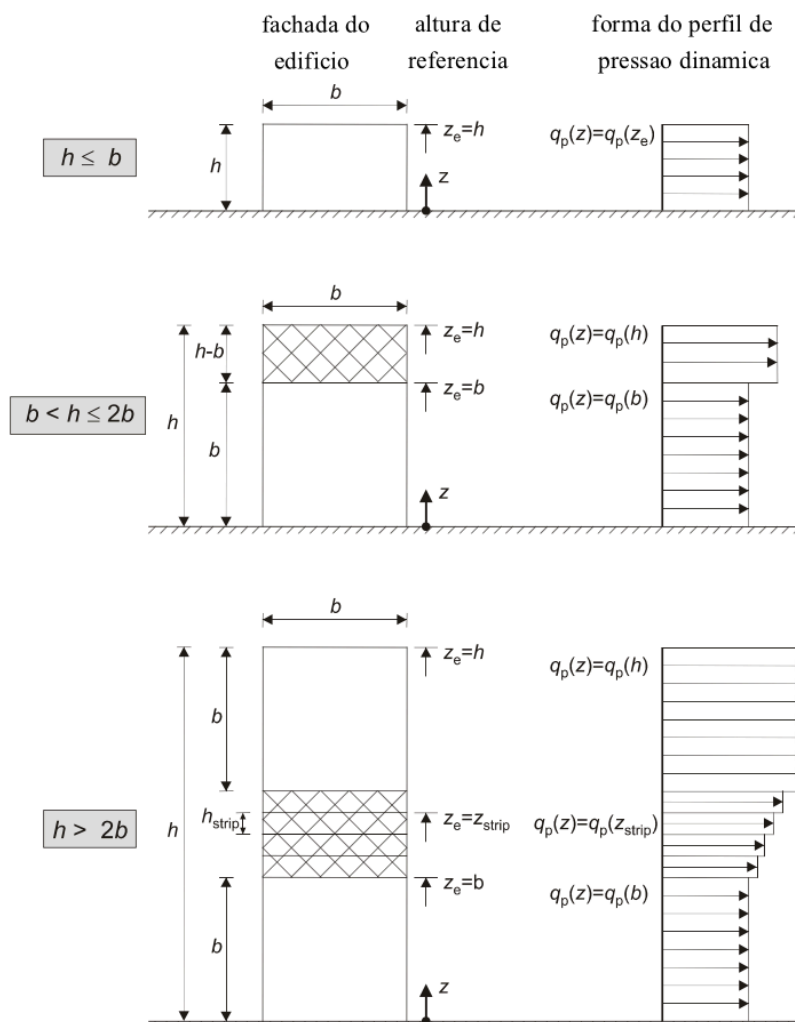 fachada do
edificio
altura de
referencia
forma do perfil de
pressao dinamica
h ≤ b
b
h
z_e=h
z
q_p(z)=q_p(z_e)
b < h ≤ 2b
b
h-b
h
b
z_e=h
z_e=b
z
q_p(z)=q_p(h)
q_p(z)=q_p(b)
h > 2b
b
h
b
h_strip
b
z_e=h
z_e=z_strip
z_e=b
z
q_p(z)=q_p(h)
q_p(z)=q_p(z_strip)
q_p(z)=q_p(b)